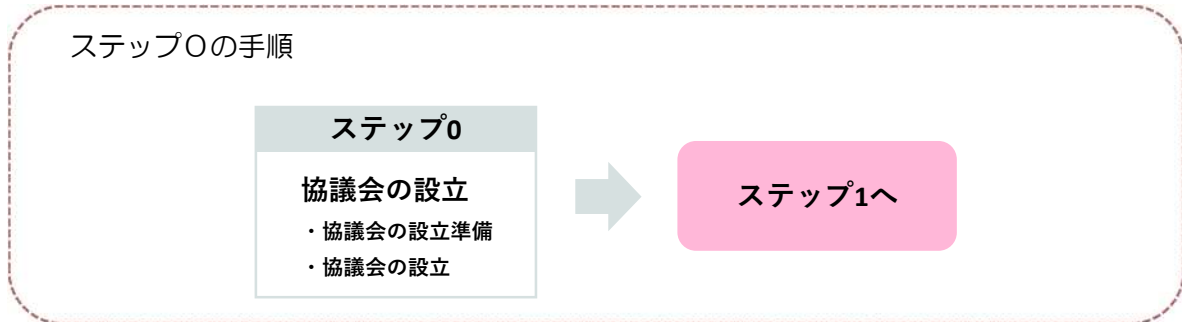 ステップ０の手順
ステップ0
協議会の設立
・協議会の設立準備
・協議会の設立
ステップ1へ